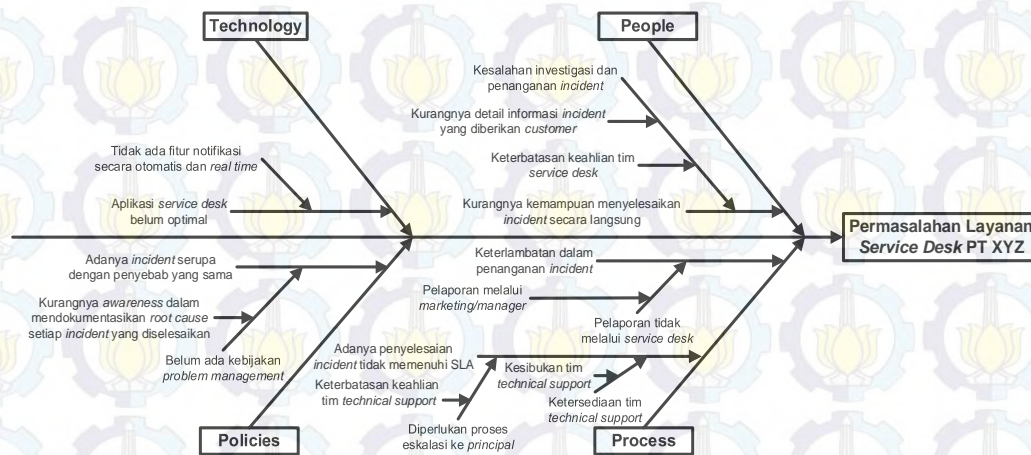 Technology
People
Kesalahan investigasi dan
penanganan incident
Kurangnya detail informasi incident
yang diberikan customer
Tidak ada fitur notifikasi
secara otomatis dan real time
Keterbatasan keahlian tim
service desk
Aplikasi service desk
belum optimal
Kurangnya kemampuan menyelesaikan
incident secara langsung
Permasalahan Layanan
Service Desk PT XYZ
Adanya incident serupa
dengan penyebab yang sama
Keterlambatan dalam
penanganan incident
Kurangnya awareness dalam
mendokumentasikan root cause
setiap incident yang diselesaikan
Pelaporan melalui
marketing/manager
Belum ada kebijakan
problem management
Pelaporan tidak
melalui service desk
Adanya penyelesaian
incident tidak memenuhi SLA
Kesibukan tim
technical support
Keterbatasan keahlian
tim technical support
Ketersediaan tim
technical support
Diperlukan proses
eskalasi ke principal
Policies
Process